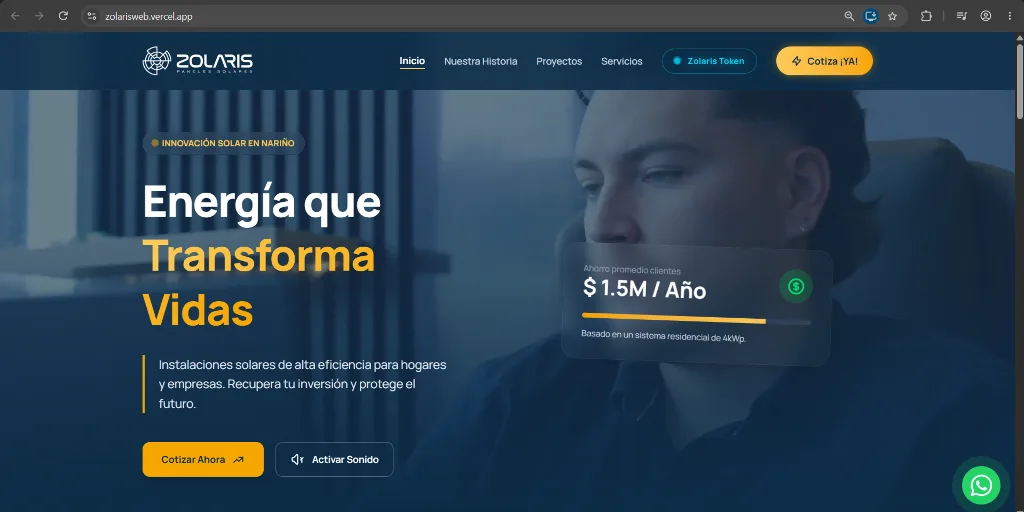 zolarisweb.vercel.app
ZOLARIS
PANELES SOLARES
Inicio
Nuestra Historia
Proyectos
Servicios
Zolaris Token
Cotiza ¡YA!
INNOVACIÓN SOLAR EN NARIÑO
Energía que
Transforma
Vidas
Instalaciones solares de alta eficiencia para hogares
y empresas. Recupera tu inversión y protege el
futuro.
Cotizar Ahora
Activar Sonido
Ahorro promedio clientes
$ 1.5M / Año
$
Basado en un sistema residencial de 4kWp.